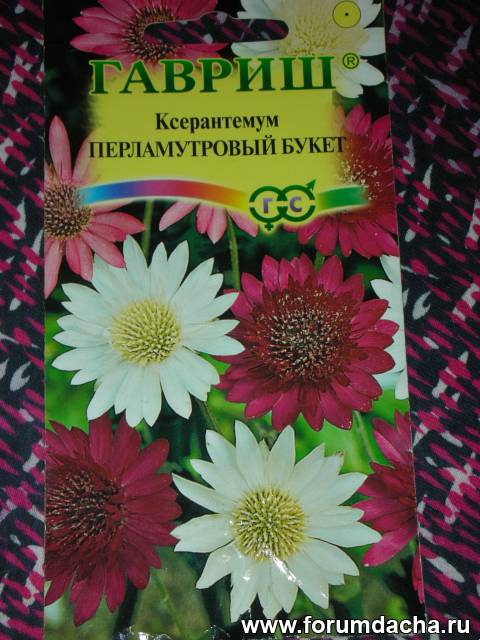 ГАВРИШ®
Ксерантемум
ПЕРЛАМУТРОВЫЙ БУКЕТ
Г С
www.forumdacha.ru